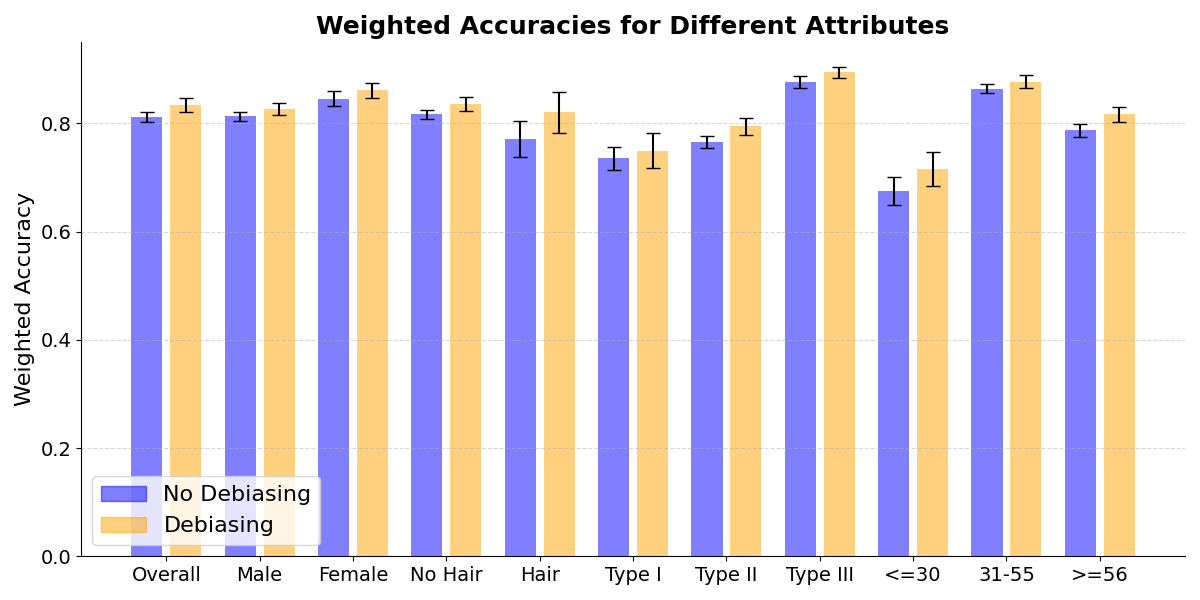 Weighted Accuracies for Different Attributes
Weighted Accuracy
0.8
0.6
0.4
0.2
0.0
No Debiasing
Debiasing
Overall Male Female No Hair Hair Type I Type II Type III <=30 31-55 >=56